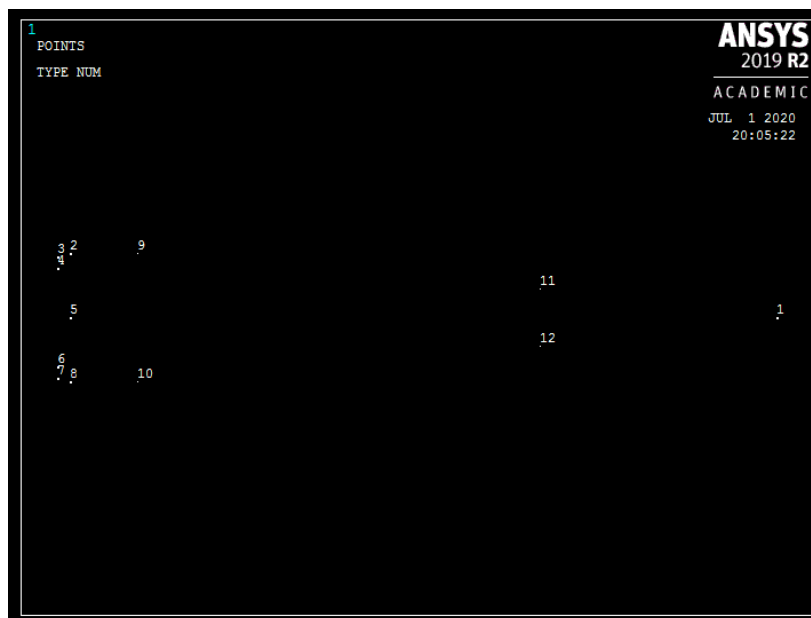 1
POINTS
TYPE NUM
ANSYS
2019 R2
ACADEMIC
JUL 1 2020
20:05:22
3 2 9
4
11
5 1
12
6
7 8 10